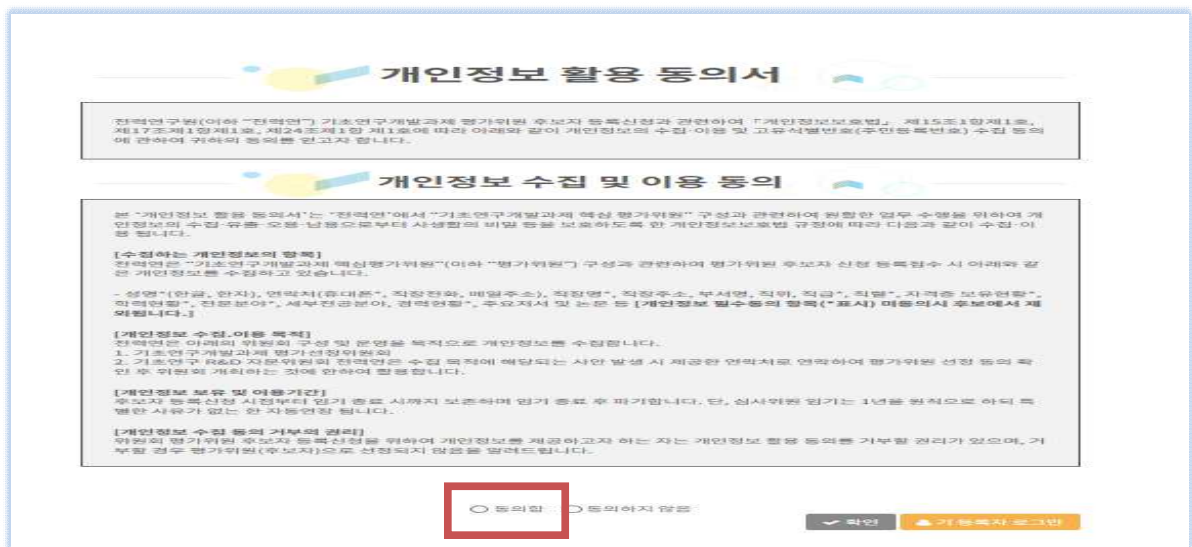 개인정보 활용 동의서
전력연구원(이하 "전력연") 기초연구개발과제 평가위원 후보자 등록신청과 관련하여 「개인정보보호법」 제15조1항제1호,
제17조제1항제1호, 제24조제1항 제1호에 따라 아래와 같이 개인정보의 수집·이용 및 고유식별번호(주민등록번호) 수집 동의
에 관하여 귀하의 동의를 얻고자 합니다.
개인정보 수집 및 이용 동의
본 '개인정보 활용 동의서'는 '전력연'에서 "기초연구개발과제 핵심 평가위원" 구성과 관련하여 원활한 업무 수행을 위하여 개
인정보의 수집·유출·오용·남용으로부터 사생활의 비밀 등을 보호하도록 한 개인정보보호법 규정에 따라 다음과 같이 수집·이
용 됩니다.
[수집하는 개인정보의 항목]
전력연은 "기초연구개발과제 핵심평가위원"(이하 "평가위원") 구성과 관련하여 평가위원 후보자 신청 등록접수 시 아래와 같
은 개인정보를 수집하고 있습니다.
- 성명*(한글, 한자), 연락처(휴대폰*, 직장전화, 메일주소), 직장명*, 직장주소, 부서명, 직위, 직급*, 직렬*, 자격증 보유현황*,
학력현황*, 전문분야*, 세부전공분야, 경력현황*, 주요저서 및 논문 등 [개인정보 필수동의 항목(*표시) 미동의시 후보에서 제
외됩니다.]
[개인정보 수집.이용 목적]
전력연은 아래의 위원회 구성 및 운영을 목적으로 개인정보를 수집합니다.
1. 기초연구개발과제 평가선정위원회
2. 기초연구 R&D 자문위원회 전력연은 수집 목적에 해당되는 사안 발생 시 제공한 연락처로 연락하여 평가위원 선정 동의 확
인 후 위원회 개최하는 것에 한하여 활용합니다.
[개인정보 보유 및 이용기간]
후보자 등록신청 시점부터 임기 종료 시까지 보존하며 임기 종료 후 파기합니다. 단, 심사위원 임기는 1년을 원칙으로 하되 특
별한 사유가 없는 한 자동연장 됩니다.
[개인정보 수집 동의 거부의 권리]
위원회 평가위원 후보자 등록신청을 위하여 개인정보를 제공하고자 하는 자는 개인정보 활용 동의를 거부할 권리가 있으며, 거
부할 경우 평가위원(후보자)으로 선정되지 않음을 알려드립니다.
동의함 동의하지 않음
확인 기 등록자 로그인